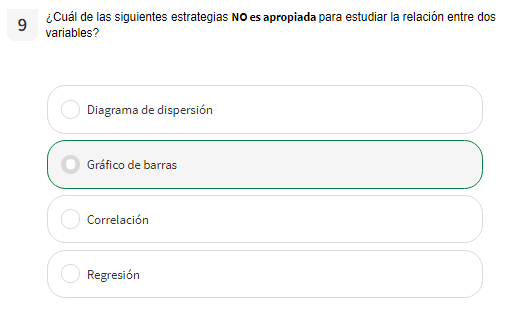 9
¿Cuál de las siguientes estrategias NO es apropiada para estudiar la relación entre dos
variables?
Diagrama de dispersión
Gráfico de barras
Correlación
Regresión